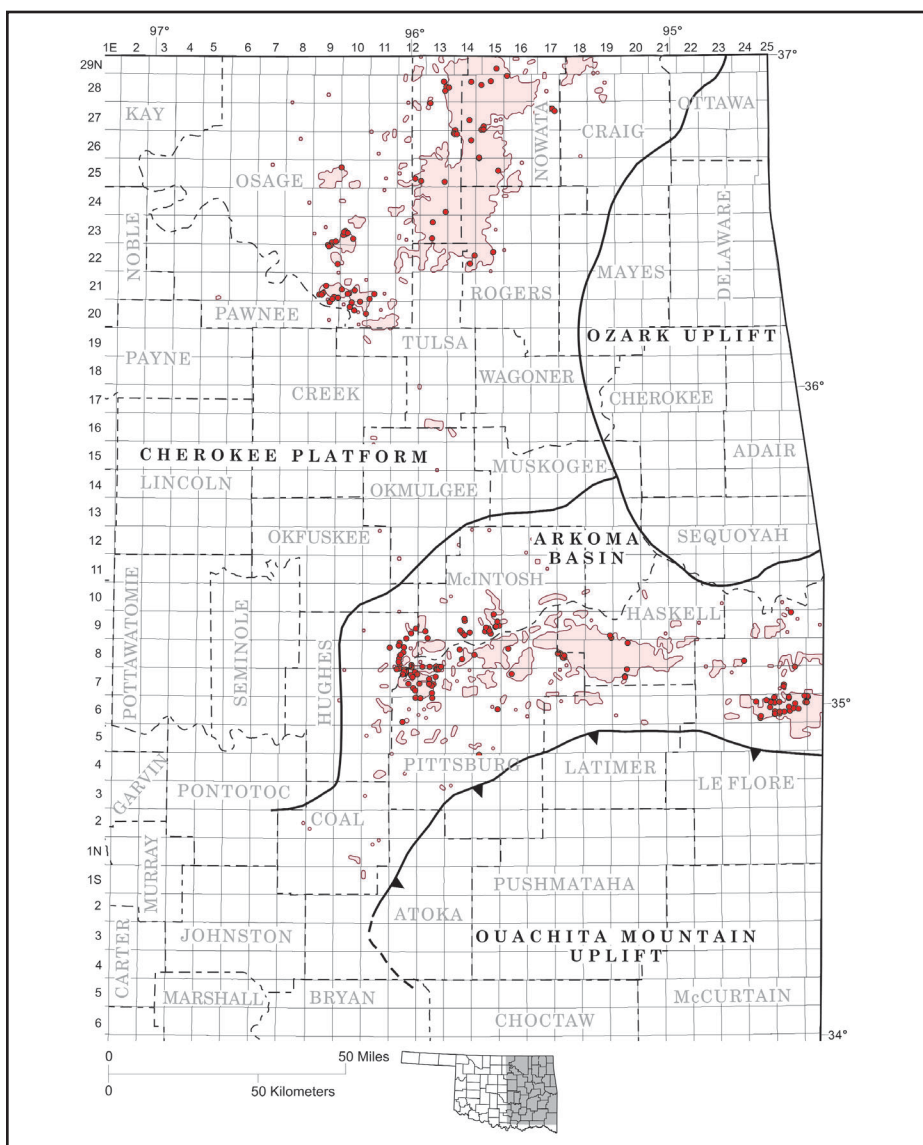 97° 96° 95°
1E 2 3 4 5 6 7 8 9 10 11 12 13 14 15 16 17 18 19 20 21 22 23 24 25 37°
29N
28
OTTAWA
KAY
27
NOWATA
CRAIG
26
OSAGE
25
24
NOBLE
DELAWARE
23
22
MAYES
21
ROGERS
20
PAWNEE
19
TULSA
OZARK UPLIFT
PAYNE
18
WAGONER
36°
CREEK
CHEROKEE
17
16
15
CHEROKEE PLATFORM
ADAIR
MUSKOGEE
14
LINCOLN
OKMULGEE
13
OKFUSKEE
ARKOMA
BASIN
SEQUOYAH
12
11
McINTOSH
10
POTTAWATOMIE
SEMINOLE
HUGHES
HASKELL
9
8
7
6
35°
5
4
GARVIN
PITTSBURG
LATIMER
LE FLORE
3
PONTOTOC
COAL
2
1N
MURRAY
1S
PUSHMATAHA
2
ATOKA
3
CARTER
JOHNSTON
OUACHITA MOUNTAIN
UPLIFT
4
5
MARSHALL
BRYAN
McCURTAIN
6
CHOCTAW
34°
0 50 Miles
0 50 Kilometers